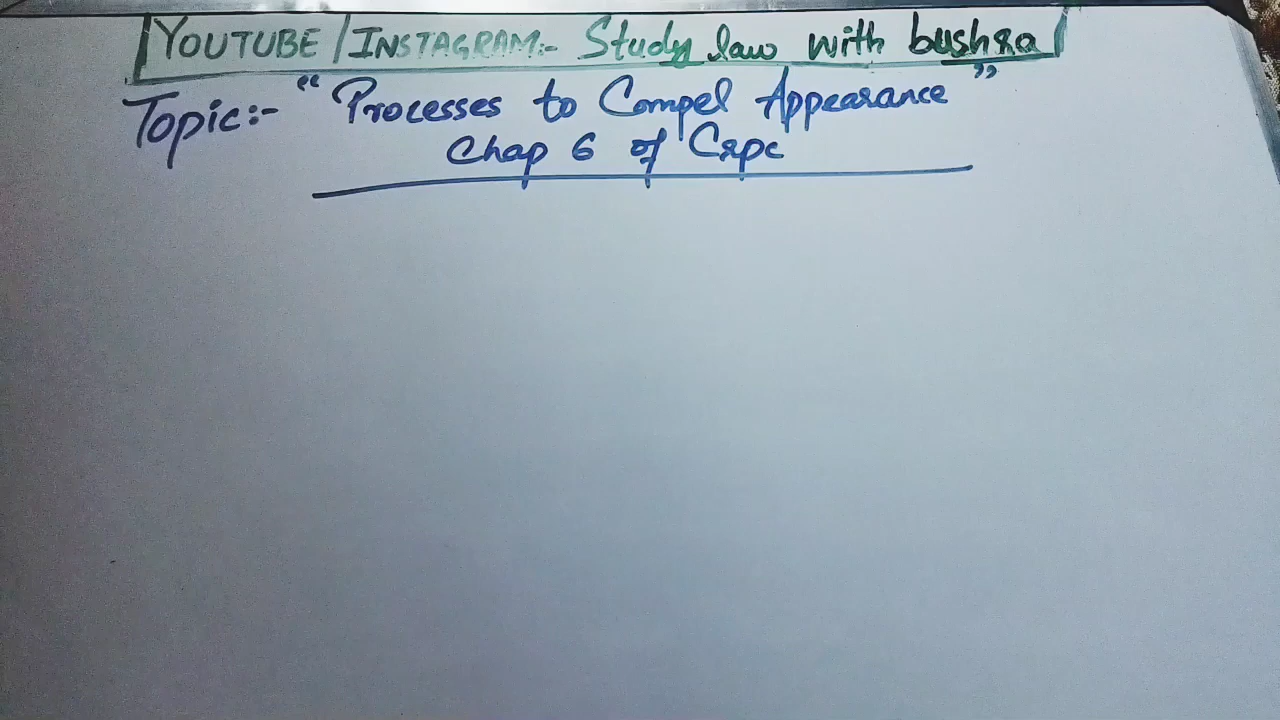 YOUTUBE/INSTAGRAM:- Study law with bushra
Topic:- "Processes to Compel Appearance"
Chap 6 of Crpc